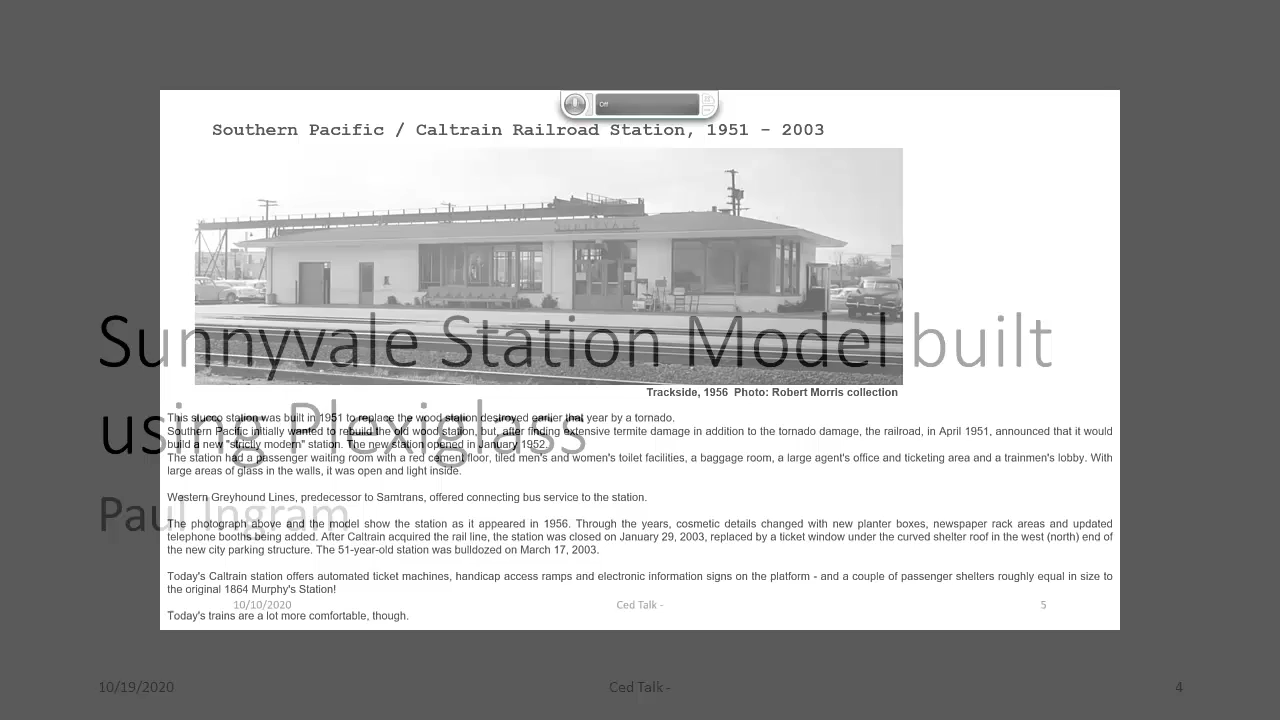 Off
Southern Pacific / Caltrain Railroad Station, 1951 - 2003
SUNNYVALE
Sunnyvale Station Model built
using Plexiglass
Paul Ingram
Trackside, 1956 Photo: Robert Morris collection
This stucco station was built in 1951 to replace the wood station destroyed earlier that year by a tornado.
Southern Pacific initially wanted to rebuild the old wood station, but, after finding extensive termite damage in addition to the tornado damage, the railroad, in April 1951, announced that it would
build a new "strictly modern" station. The new station opened in January 1952.
The station had a passenger waiting room with a red cement floor, tiled men's and women's toilet facilities, a baggage room, a large agent's office and ticketing area and a trainmen's lobby. With
large areas of glass in the walls, it was open and light inside.
Western Greyhound Lines, predecessor to Samtrans, offered connecting bus service to the station.
The photograph above and the model show the station as it appeared in 1956. Through the years, cosmetic details changed with new planter boxes, newspaper rack areas and updated
telephone booths being added. After Caltrain acquired the rail line, the station was closed on January 29, 2003, replaced by a ticket window under the curved shelter roof in the west (north) end of
the new city parking structure. The 51-year-old station was bulldozed on March 17, 2003.
Today's Caltrain station offers automated ticket machines, handicap access ramps and electronic information signs on the platform - and a couple of passenger shelters roughly equal in size to
the original 1864 Murphy's Station!
10/10/2020 Ced Talk - 5
Today's trains are a lot more comfortable, though.
10/19/2020 Ced Talk - 4